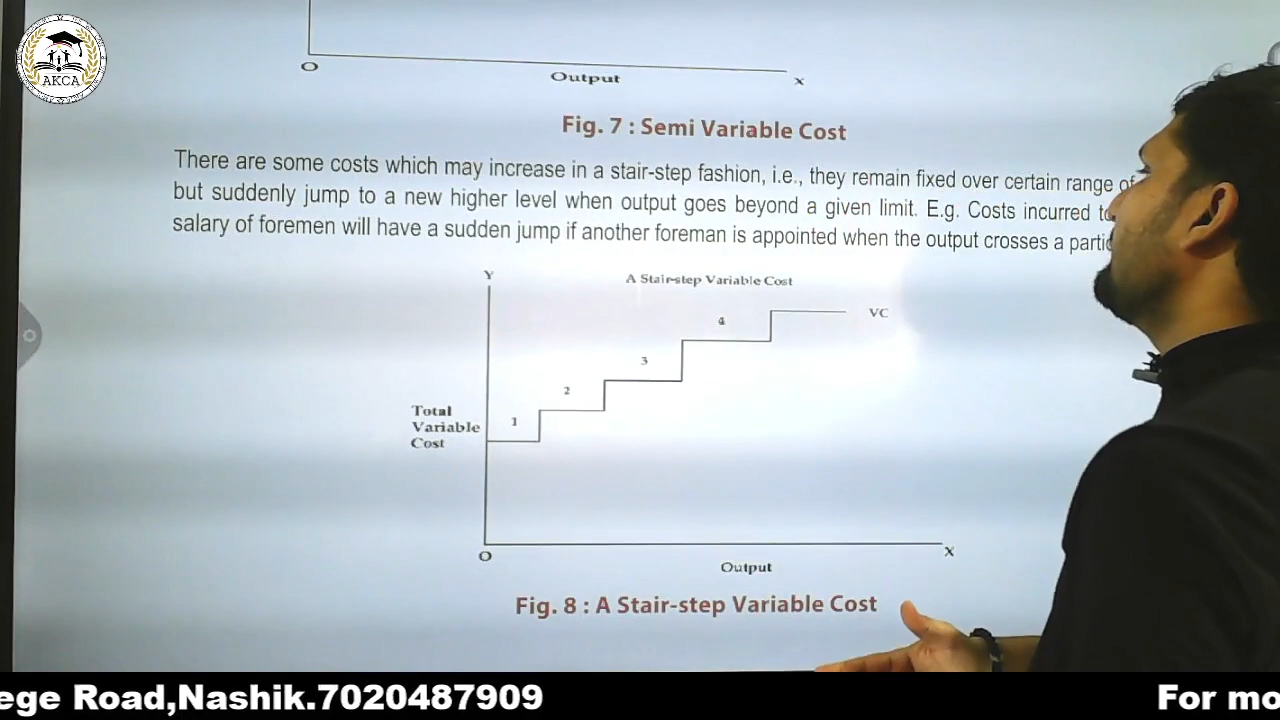 AKCA
O
Output
x
Fig. 7 : Semi Variable Cost
There are some costs which may increase in a stair-step fashion, i.e., they remain fixed over certain range of
but suddenly jump to a new higher level when output goes beyond a given limit. E.g. Costs incurred
salary of foremen will have a sudden jump if another foreman is appointed when the output crosses a
Y
A Stair-step Variable Cost
4
VC
3
2
Total
Variable
Cost
1
O
X
Output
Fig. 8 : A Stair-step Variable Cost
ege Road,Nashik.7020487909
For mo